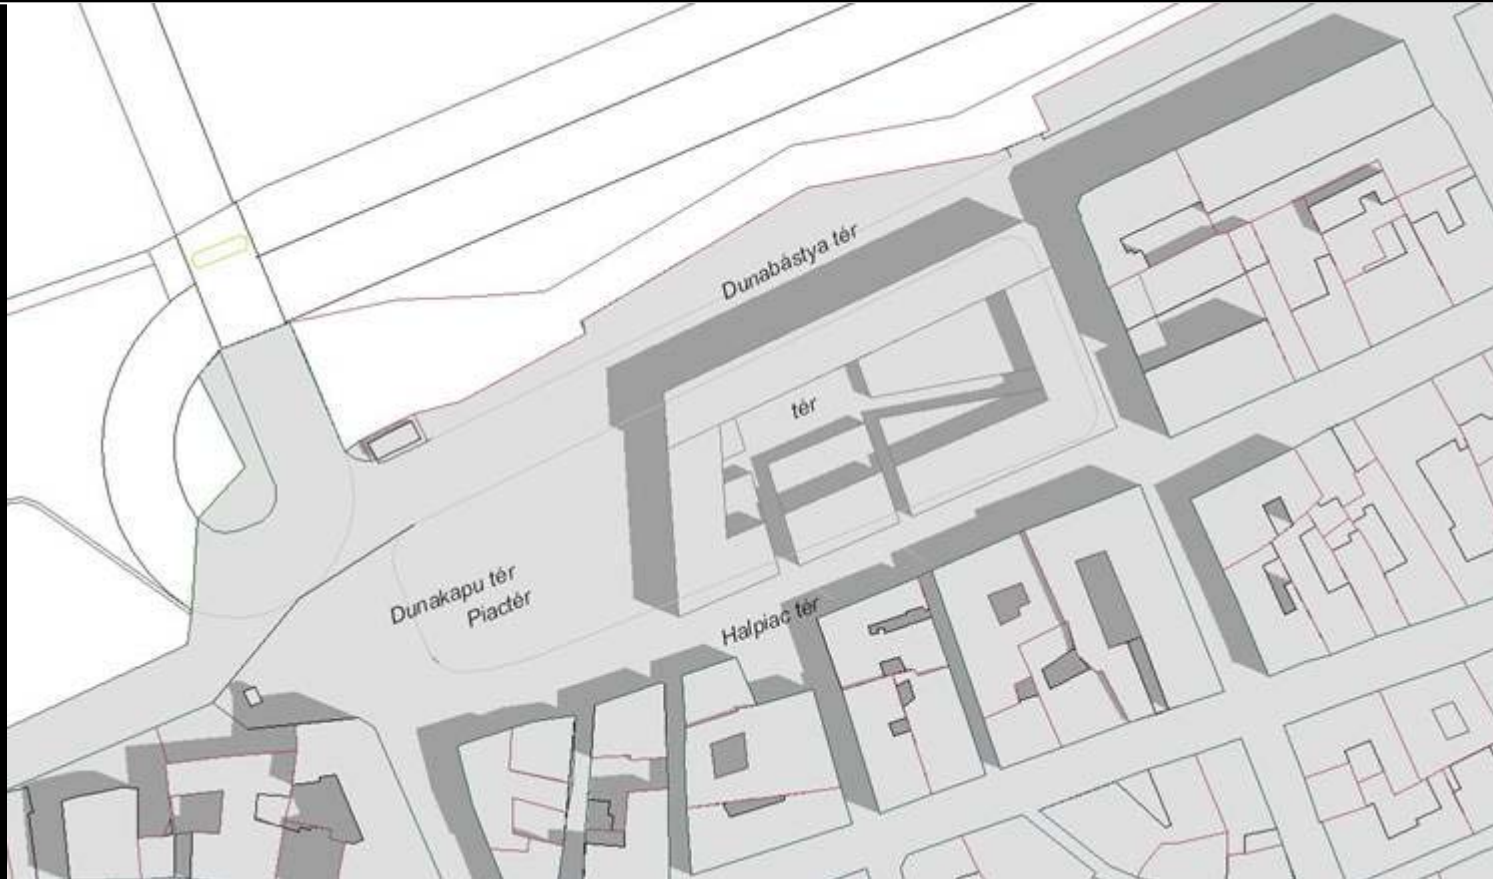 Dunabástya tér
tér
Dunakapu tér
Piactér
Halpiac tér